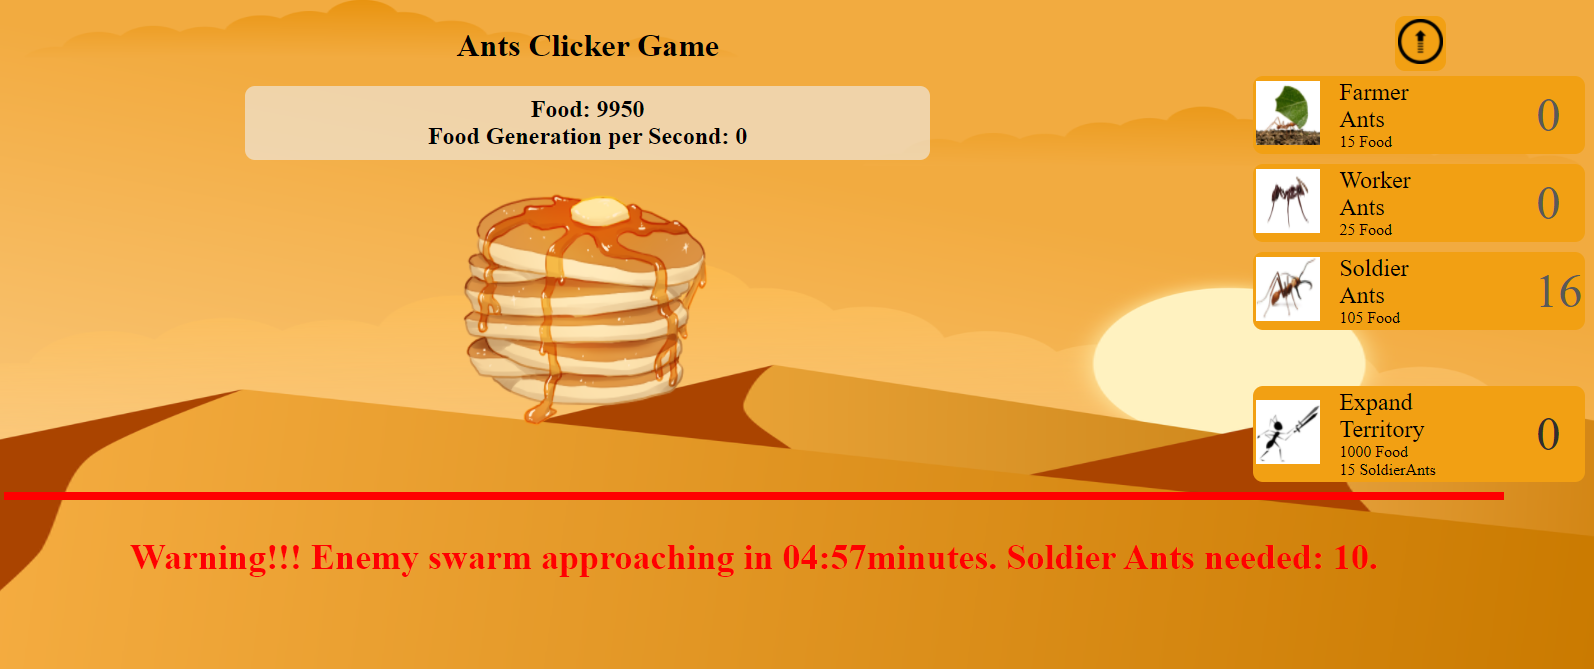 Ants Clicker Game
Food: 9950
Food Generation per Second: 0
Farmer
Ants
15 Food
0
Worker
Ants
25 Food
0
Soldier
Ants
105 Food
16
Expand
Territory
1000 Food
15 SoldierAnts
0
Warning!!! Enemy swarm approaching in 04:57minutes. Soldier Ants needed: 10.